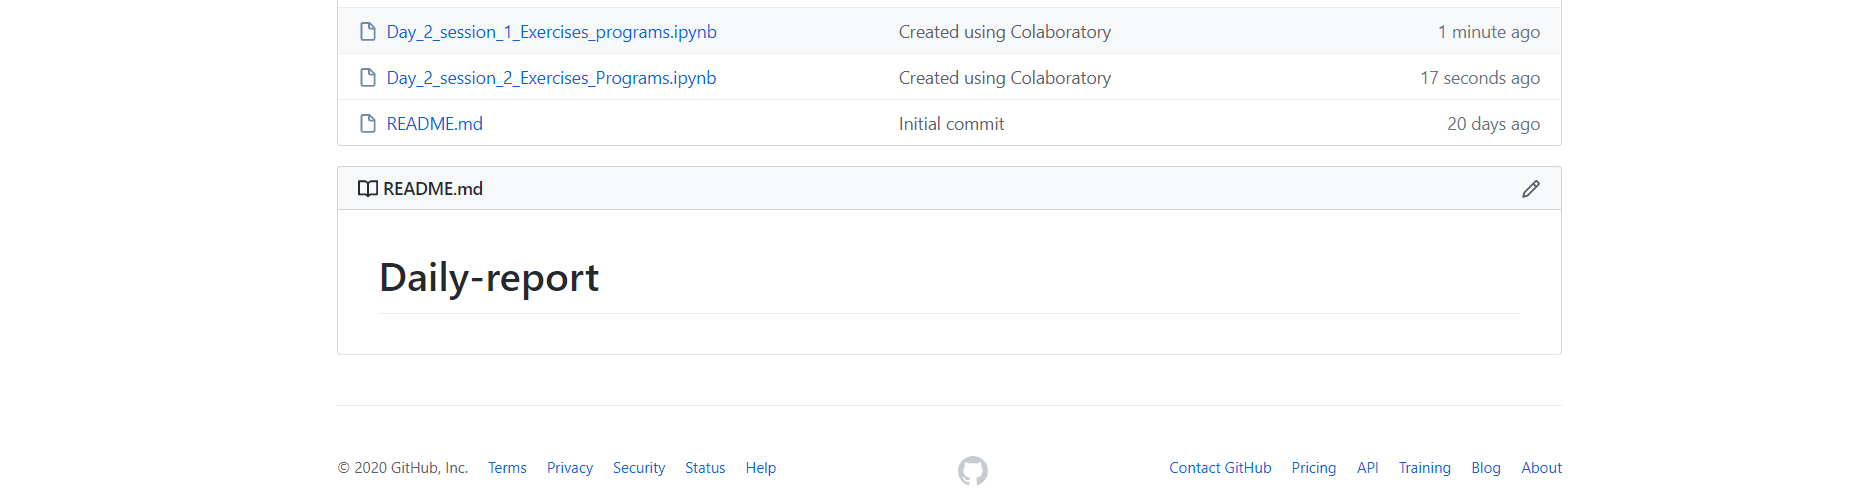 Day_2_session_1_Exercises_programs.ipynb Created using Colaboratory 1 minute ago
Day_2_session_2_Exercises_Programs.ipynb Created using Colaboratory 17 seconds ago
README.md Initial commit 20 days ago
README.md
Daily-report
© 2020 GitHub, Inc. Terms Privacy Security Status Help Contact GitHub Pricing API Training Blog About